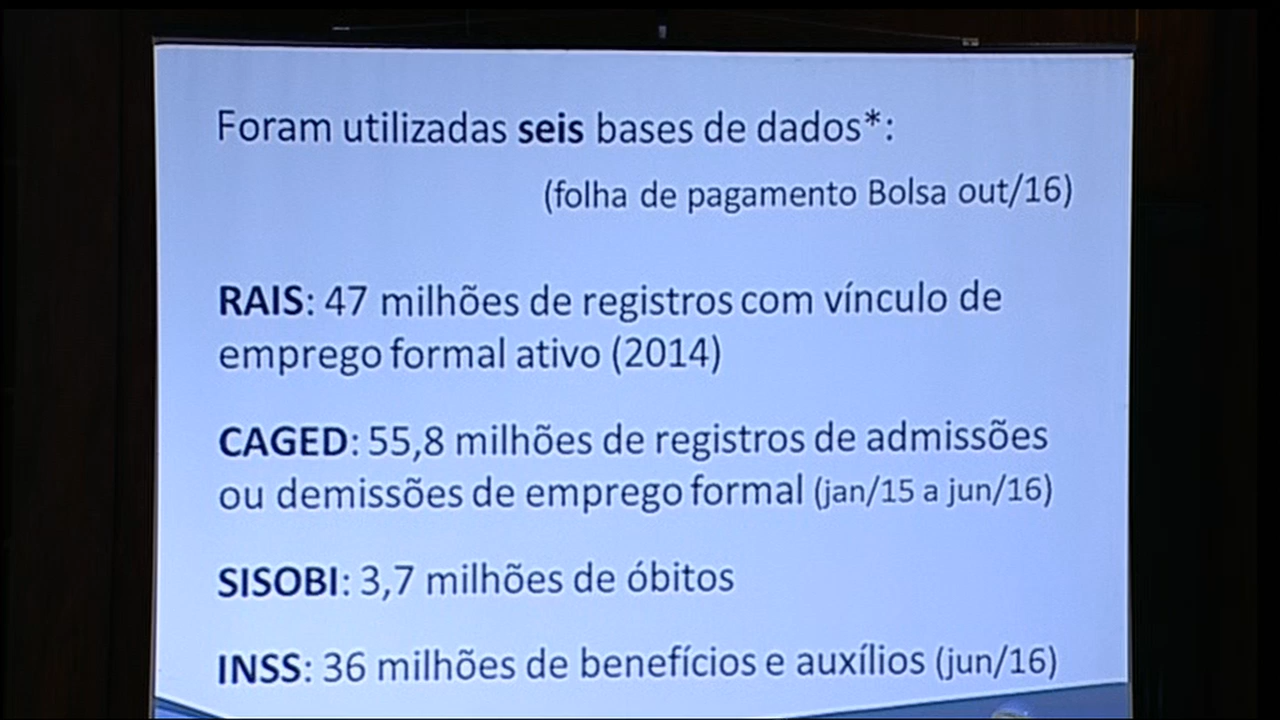 Foram utilizadas seis bases de dados*:
(folha de pagamento Bolsa out/16)
RAIS: 47 milhões de registros com vínculo de
emprego formal ativo (2014)
CAGED: 55,8 milhões de registros de admissões
ou demissões de emprego formal (jan/15 a jun/16)
SISOBI: 3,7 milhões de óbitos
INSS: 36 milhões de benefícios e auxílios (jun/16)